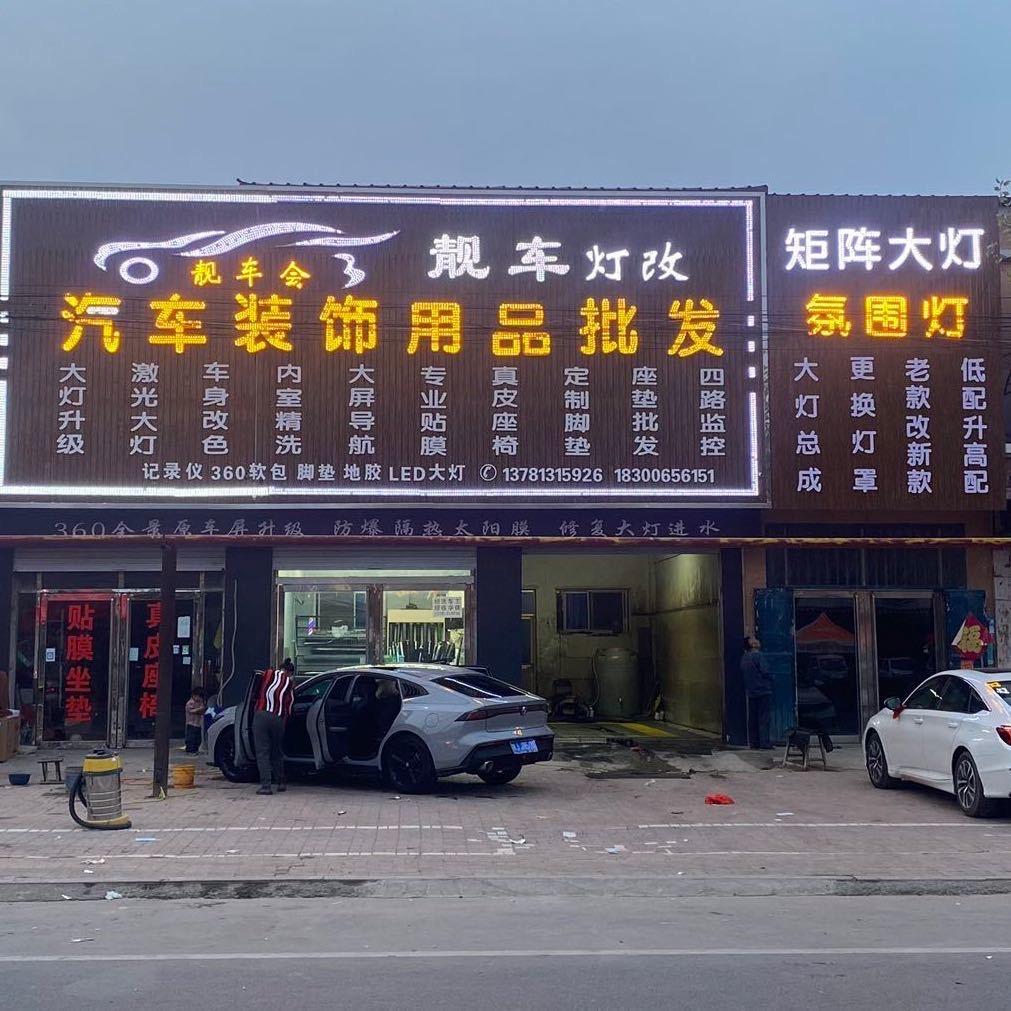 靓车会
靓车灯改
汽车装饰用品批发
大灯升级
激光大灯
车身改色
内室精洗
大屏导航
专业贴膜
真皮座椅
定制脚垫
座垫批发
四路监控
记录仪 360软包 脚垫 地胶 LED大灯 ✆ 13781315926 18300656151
矩阵大灯
氛围灯
大灯总成
更换灯罩
老款改新款
低配升高配
360全景原车屏升级 防爆隔热太阳膜 修复大灯进水
贴膜坐垫
真皮座椅
福